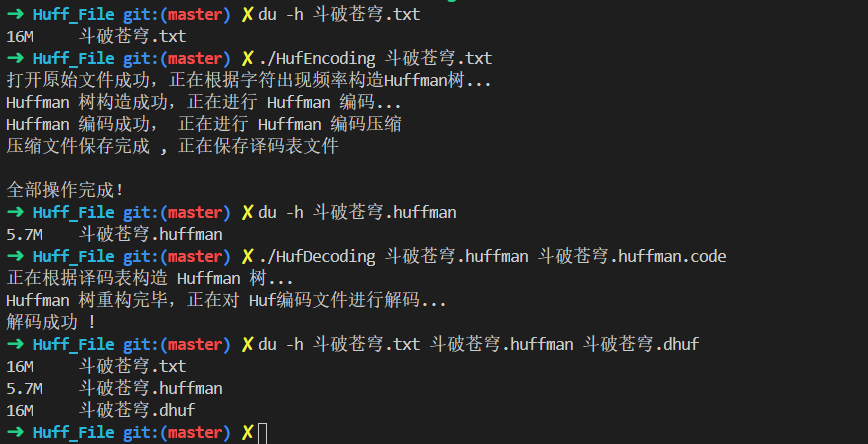 ➜ Huff_File git:(master) ✗ du -h 斗破苍穹.txt
16M 斗破苍穹.txt
➜ Huff_File git:(master) ✗ ./HufEncoding 斗破苍穹.txt
打开原始文件成功，正在根据字符出现频率构造Huffman树...
Huffman 树构造成功，正在进行 Huffman 编码...
Huffman 编码成功， 正在进行 Huffman 编码压缩
压缩文件保存完成 , 正在保存译码表文件
全部操作完成!
➜ Huff_File git:(master) ✗ du -h 斗破苍穹.huffman
5.7M 斗破苍穹.huffman
➜ Huff_File git:(master) ✗ ./HufDecoding 斗破苍穹.huffman 斗破苍穹.huffman.code
正在根据译码表构造 Huffman 树...
Huffman 树重构完毕，正在对 Huf编码文件进行解码...
解码成功 !
➜ Huff_File git:(master) ✗ du -h 斗破苍穹.txt 斗破苍穹.huffman 斗破苍穹.dhuf
16M 斗破苍穹.txt
5.7M 斗破苍穹.huffman
16M 斗破苍穹.dhuf
➜ Huff_File git:(master) ✗